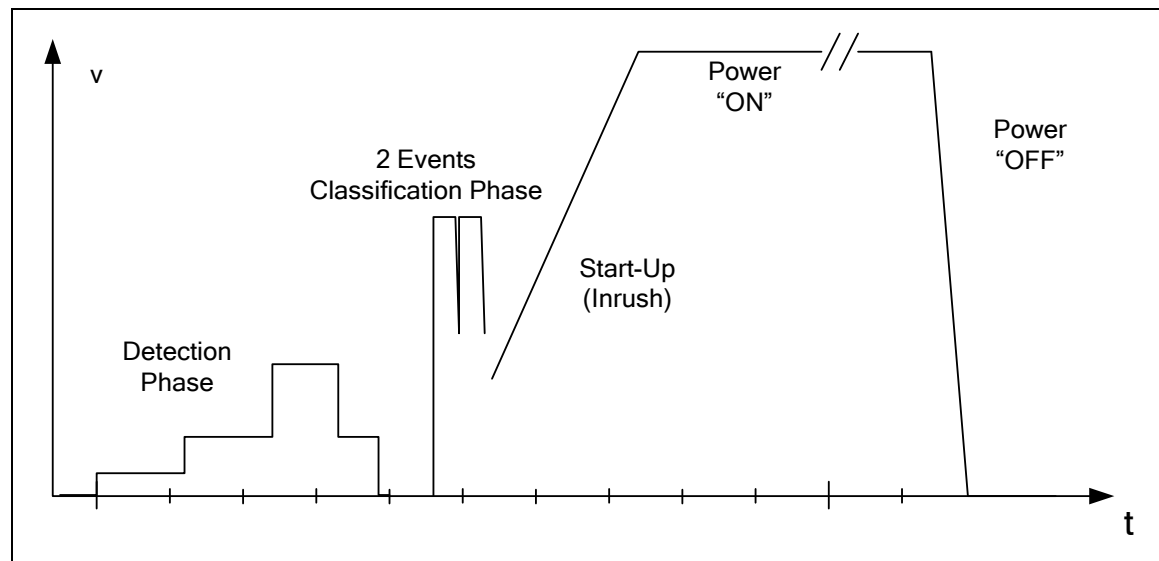 v
Power
“ON”
Power
“OFF”
2 Events
Classification Phase
Start-Up
(Inrush)
Detection
Phase
t